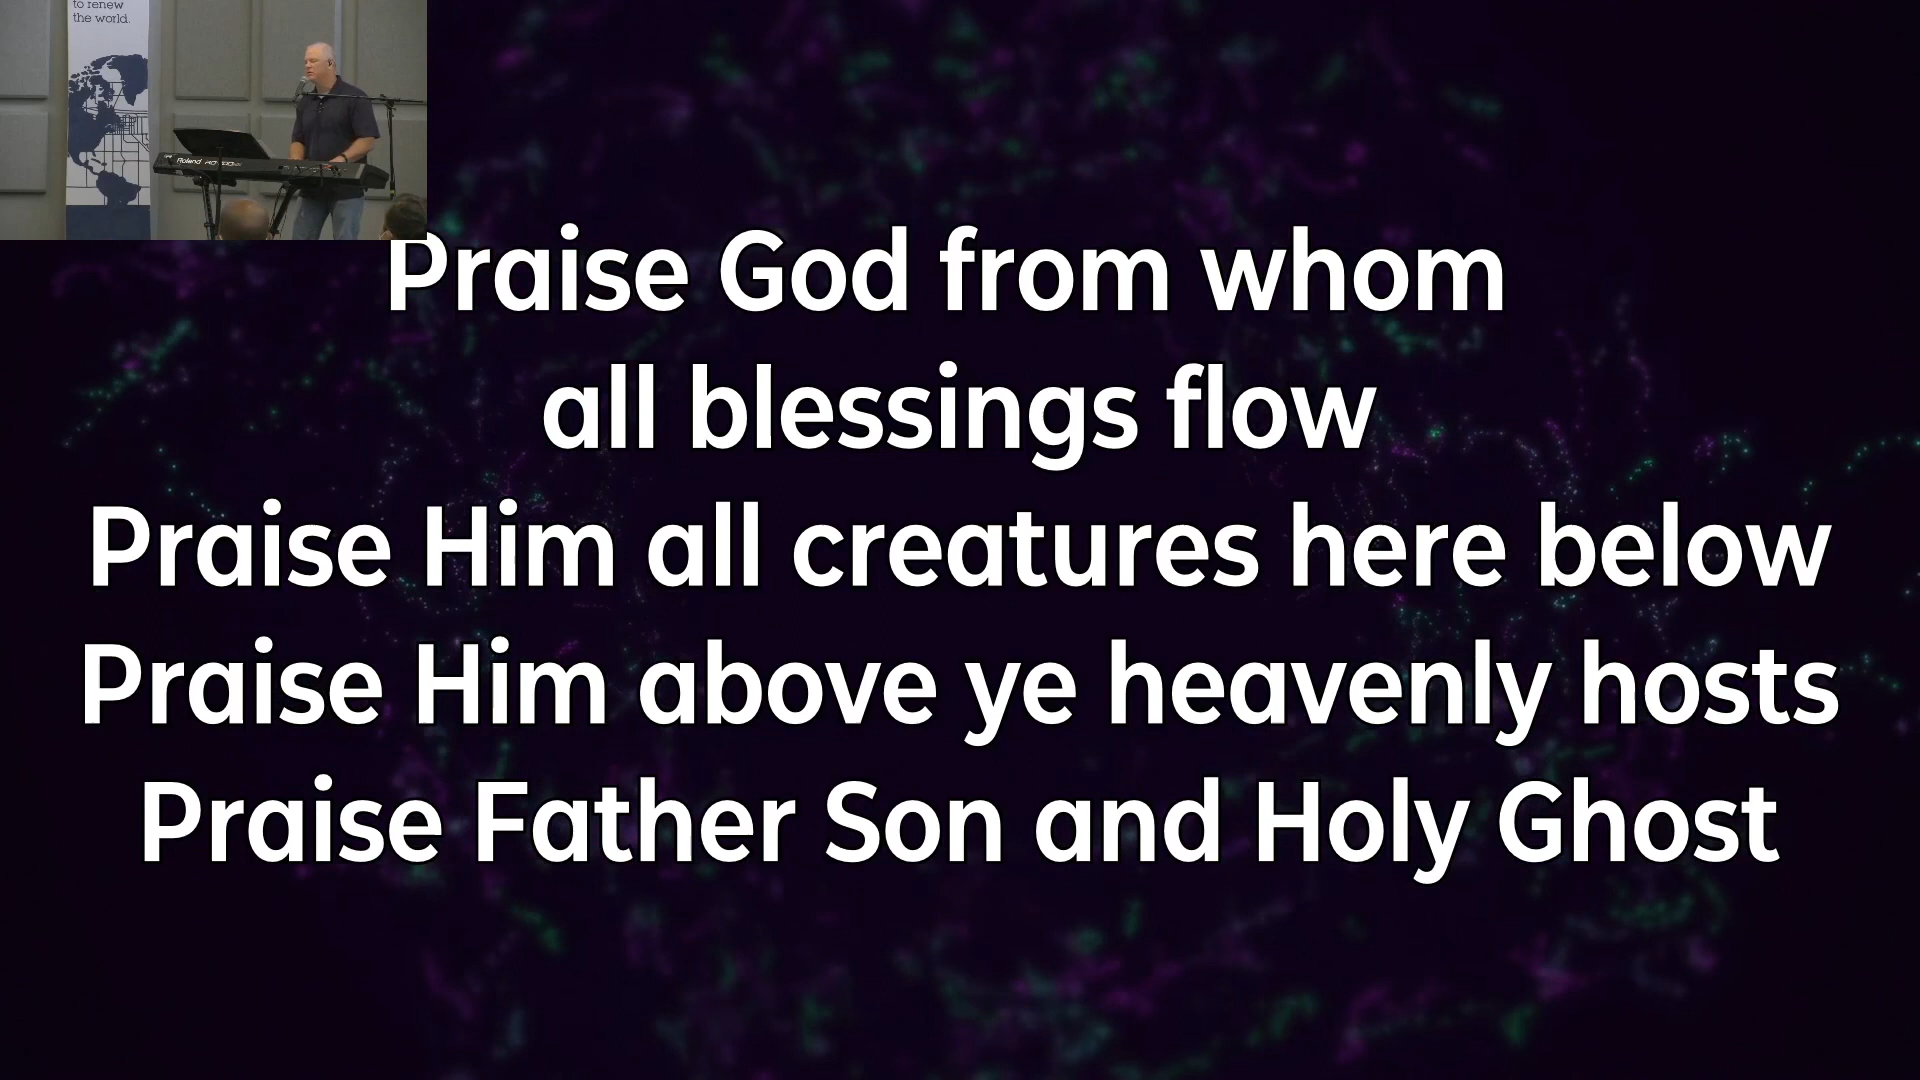 to renew
the world.
Roland
Praise God from whom
all blessings flow
Praise Him all creatures here below
Praise Him above ye heavenly hosts
Praise Father Son and Holy Ghost